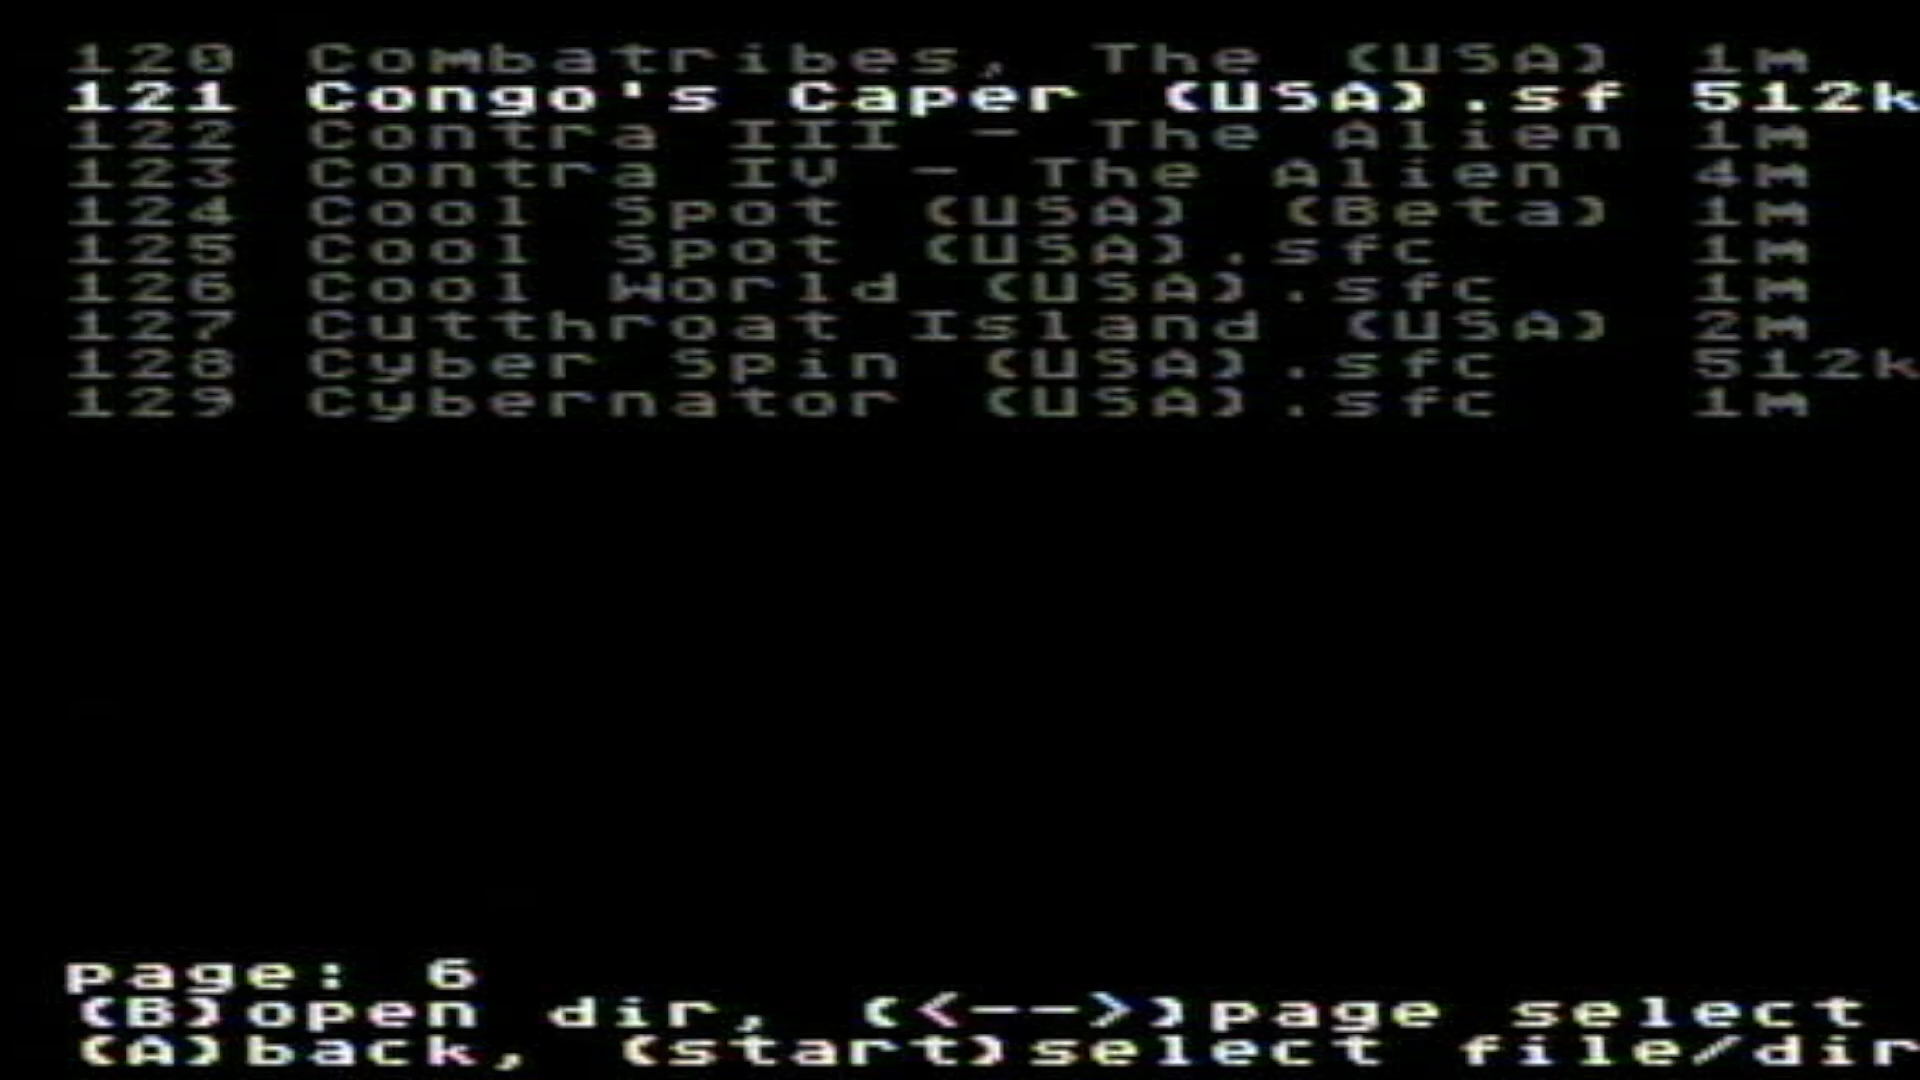 120 Combatribes, The (USA) 1m
121 Congo's Caper (USA).sf 512k
122 Contra III - The Alien 1m
123 Contra IV - The Alien 4m
124 Cool Spot (USA) (Beta) 1m
125 Cool Spot (USA).sfc 1m
126 Cool World (USA).sfc 1m
127 Cutthroat Island (USA) 2m
128 Cyber Spin (USA).sfc 512k
129 Cybernator (USA).sfc 1m
page: 6
(B)open dir, (<-->)page select
(A)back, (start)select file/dir